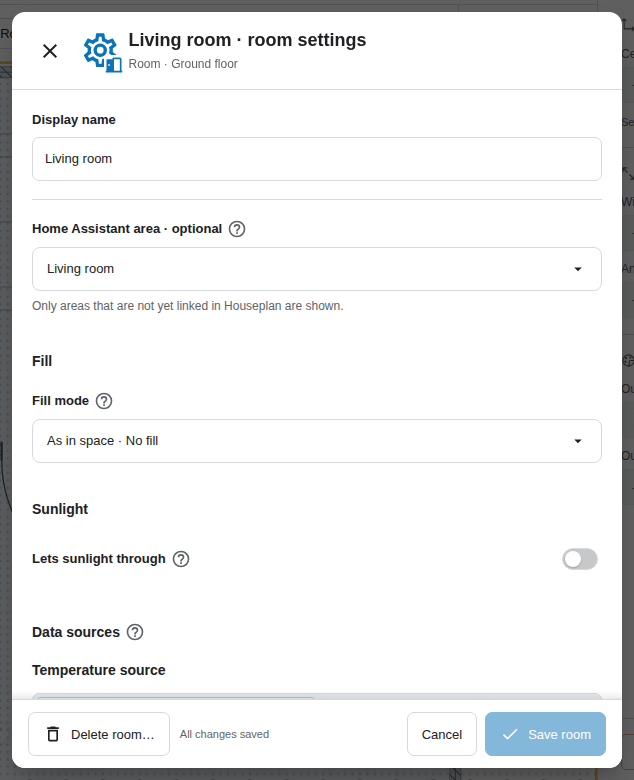 Living room · room settings
Room · Ground floor
Display name
Living room
Home Assistant area · optional
Living room
Only areas that are not yet linked in Houseplan are shown.
Fill
Fill mode
As in space · No fill
Sunlight
Lets sunlight through
Data sources
Temperature source
Delete room…
All changes saved
Cancel
Save room